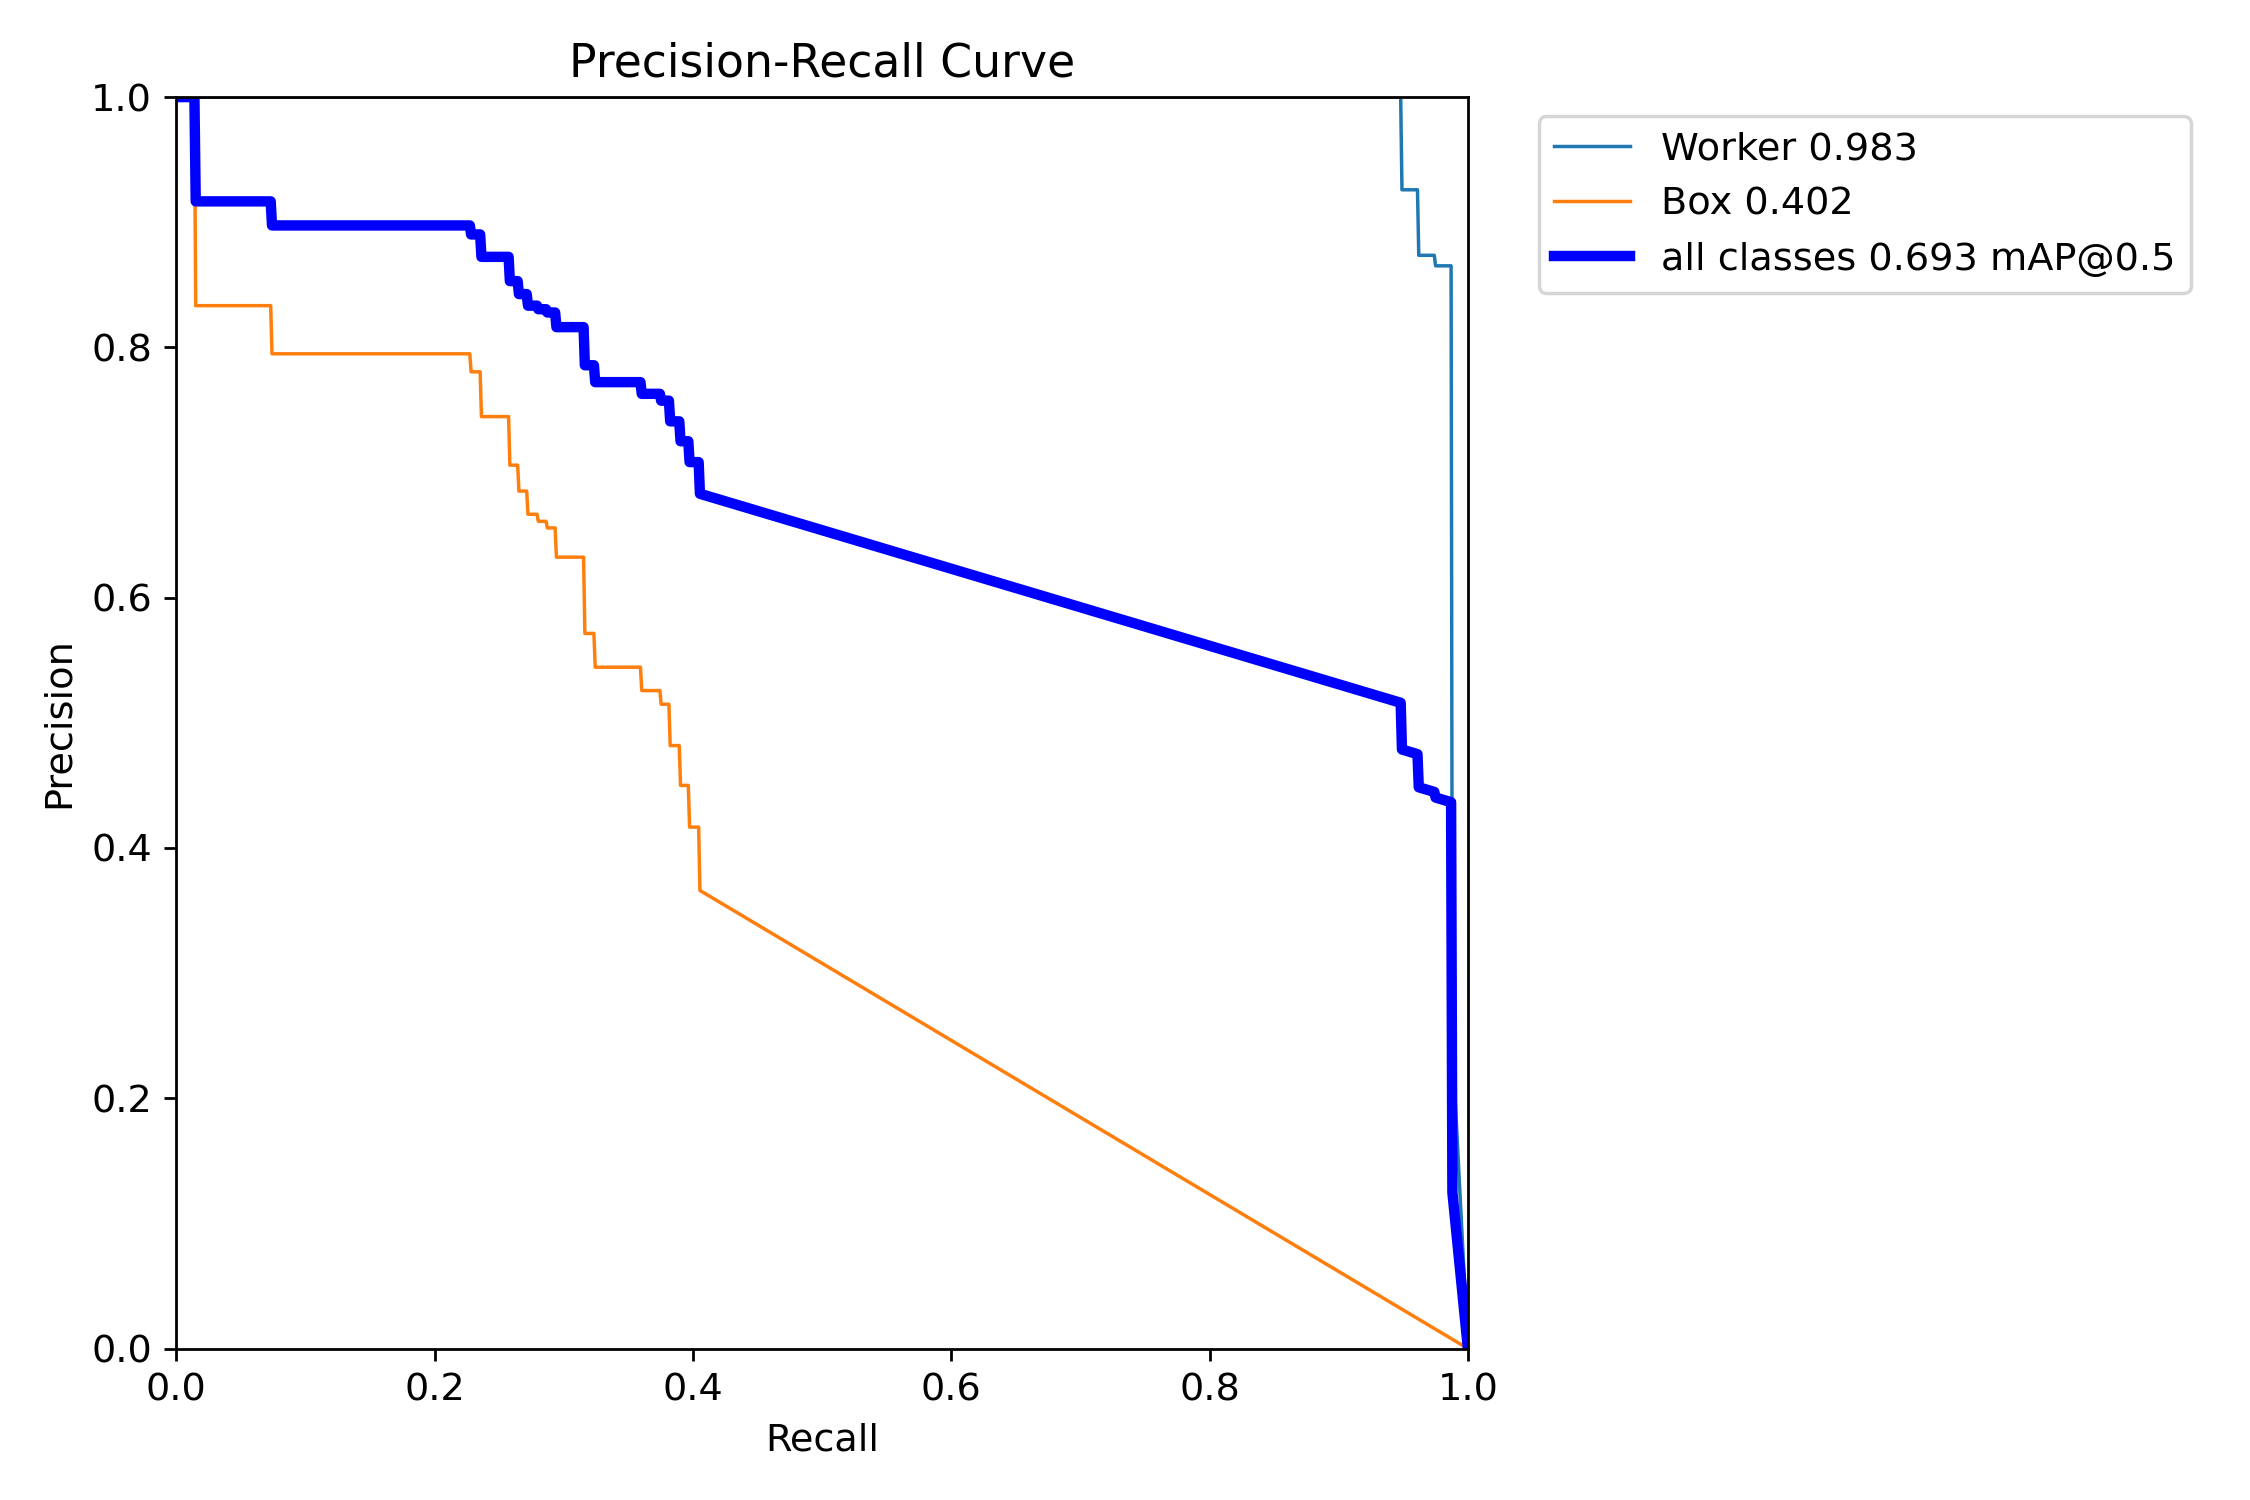 Precision-Recall Curve
1.0
0.8
0.6
0.4
0.2
0.0
Precision
0.0 0.2 0.4 0.6 0.8 1.0
Recall
Worker 0.983
Box 0.402
all classes 0.693 mAP@0.5